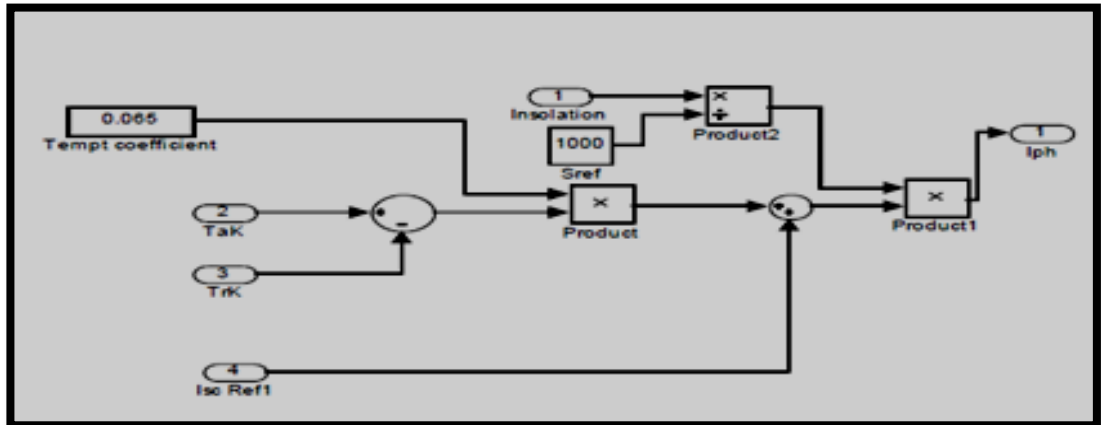 0.065
Tempt coefficient
1
Insolation
1000
Sref
×
÷
Product2
1
Iph
2
TaK
+
-
×
Product
+
+
×
Product1
3
TrK
4
Isc Ref1